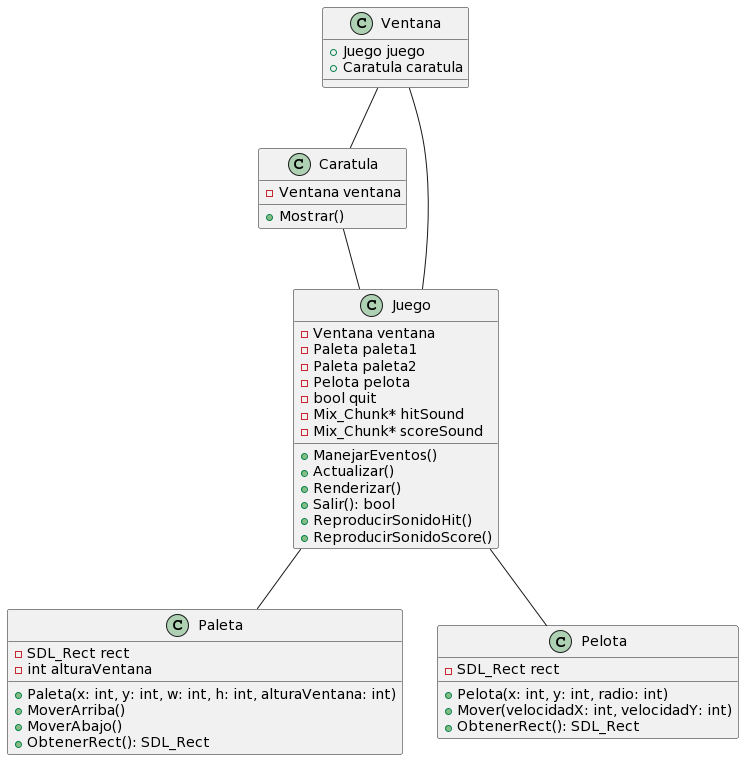 C Ventana
Juego juego
Caratula caratula
C Caratula
Ventana ventana
Mostrar()
C Juego
Ventana ventana
Paleta paleta1
Paleta paleta2
Pelota pelota
bool quit
Mix_Chunk* hitSound
Mix_Chunk* scoreSound
ManejarEventos()
Actualizar()
Renderizar()
Salir(): bool
ReproducirSonidoHit()
ReproducirSonidoScore()
C Paleta
SDL_Rect rect
int alturaVentana
Paleta(x: int, y: int, w: int, h: int, alturaVentana: int)
MoverArriba()
MoverAbajo()
ObtenerRect(): SDL_Rect
C Pelota
SDL_Rect rect
Pelota(x: int, y: int, radio: int)
Mover(velocidadX: int, velocidadY: int)
ObtenerRect(): SDL_Rect